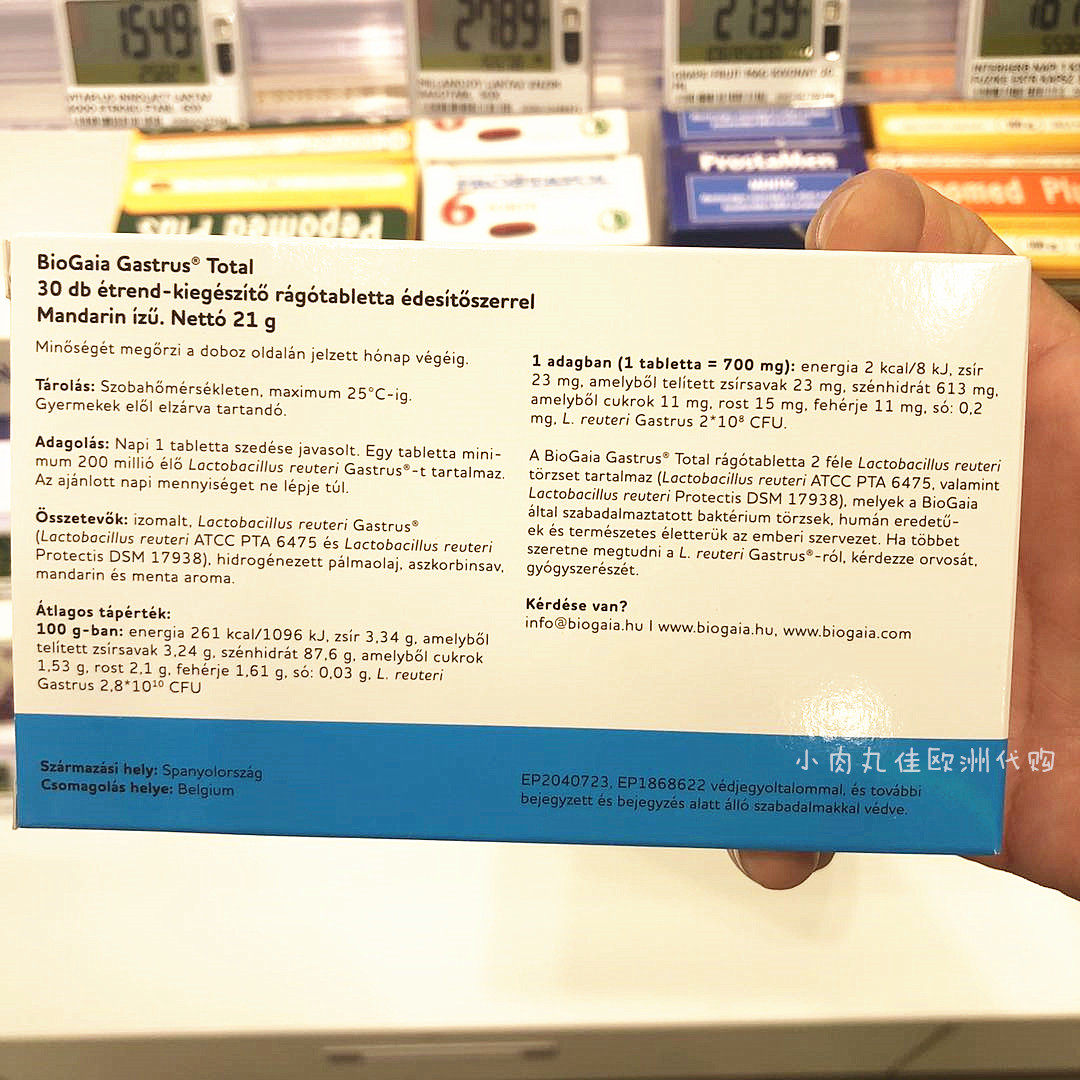 1549
2789
2139
PROSTAMOL
6
ProstaMen
Pepomed Plus
BioGaia Gastrus® Total
30 db étrend-kiegészítő rágótabletta édesítőszerrel
Mandarin ízű. Nettó 21 g
Minőségét megőrzi a doboz oldalán jelzett hónap végéig.
Tárolás: Szobahőmérsékleten, maximum 25°C-ig.
Gyermekek elől elzárva tartandó.
Adagolás: Napi 1 tabletta szedése javasolt. Egy tabletta mini-
mum 200 millió élő Lactobacillus reuteri Gastrus®-t tartalmaz.
Az ajánlott napi mennyiséget ne lépje túl.
Összetevők: izomalt, Lactobacillus reuteri Gastrus®
(Lactobacillus reuteri ATCC PTA 6475 és Lactobacillus reuteri
Protectis DSM 17938), hidrogénezett pálmaolaj, aszkorbinsav,
mandarin és menta aroma.
Átlagos tápérték:
100 g-ban: energia 261 kcal/1096 kJ, zsír 3,34 g, amelyből
telített zsírsavak 3,24 g, szénhidrát 87,6 g, amelyből cukrok
1,53 g, rost 2,1 g, fehérje 1,61 g, só: 0,03 g, L. reuteri
Gastrus 2,8*10¹⁰ CFU
1 adagban (1 tabletta = 700 mg): energia 2 kcal/8 kJ, zsír
23 mg, amelyből telített zsírsavak 23 mg, szénhidrát 613 mg,
amelyből cukrok 11 mg, rost 15 mg, fehérje 11 mg, só: 0,2
mg, L. reuteri Gastrus 2*10⁸ CFU.
A BioGaia Gastrus® Total rágótabletta 2 féle Lactobacillus reuteri
törzset tartalmaz (Lactobacillus reuteri ATCC PTA 6475, valamint
Lactobacillus reuteri Protectis DSM 17938), melyek a BioGaia
által szabadalmaztatott baktérium törzsek, humán eredetű-
ek és természetes életterük az emberi szervezet. Ha többet
szeretne megtudni a L. reuteri Gastrus®-ról, kérdezze orvosát,
gyógyszerészét.
Kérdése van?
info@biogaia.hu I www.biogaia.hu, www.biogaia.com
小肉丸佳欧洲代购
Származási hely: Spanyolország
Csomagolás helye: Belgium
EP2040723, EP1868622 védjegyoltalommal, és további
bejegyzett és bejegyzés alatt álló szabadalmakkal védve.